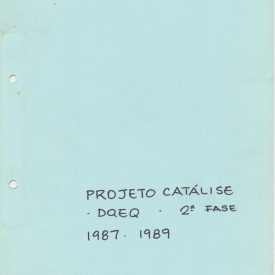 PROJETO CATÁLISE
- DQEQ - 2ª FASE
1987 - 1989